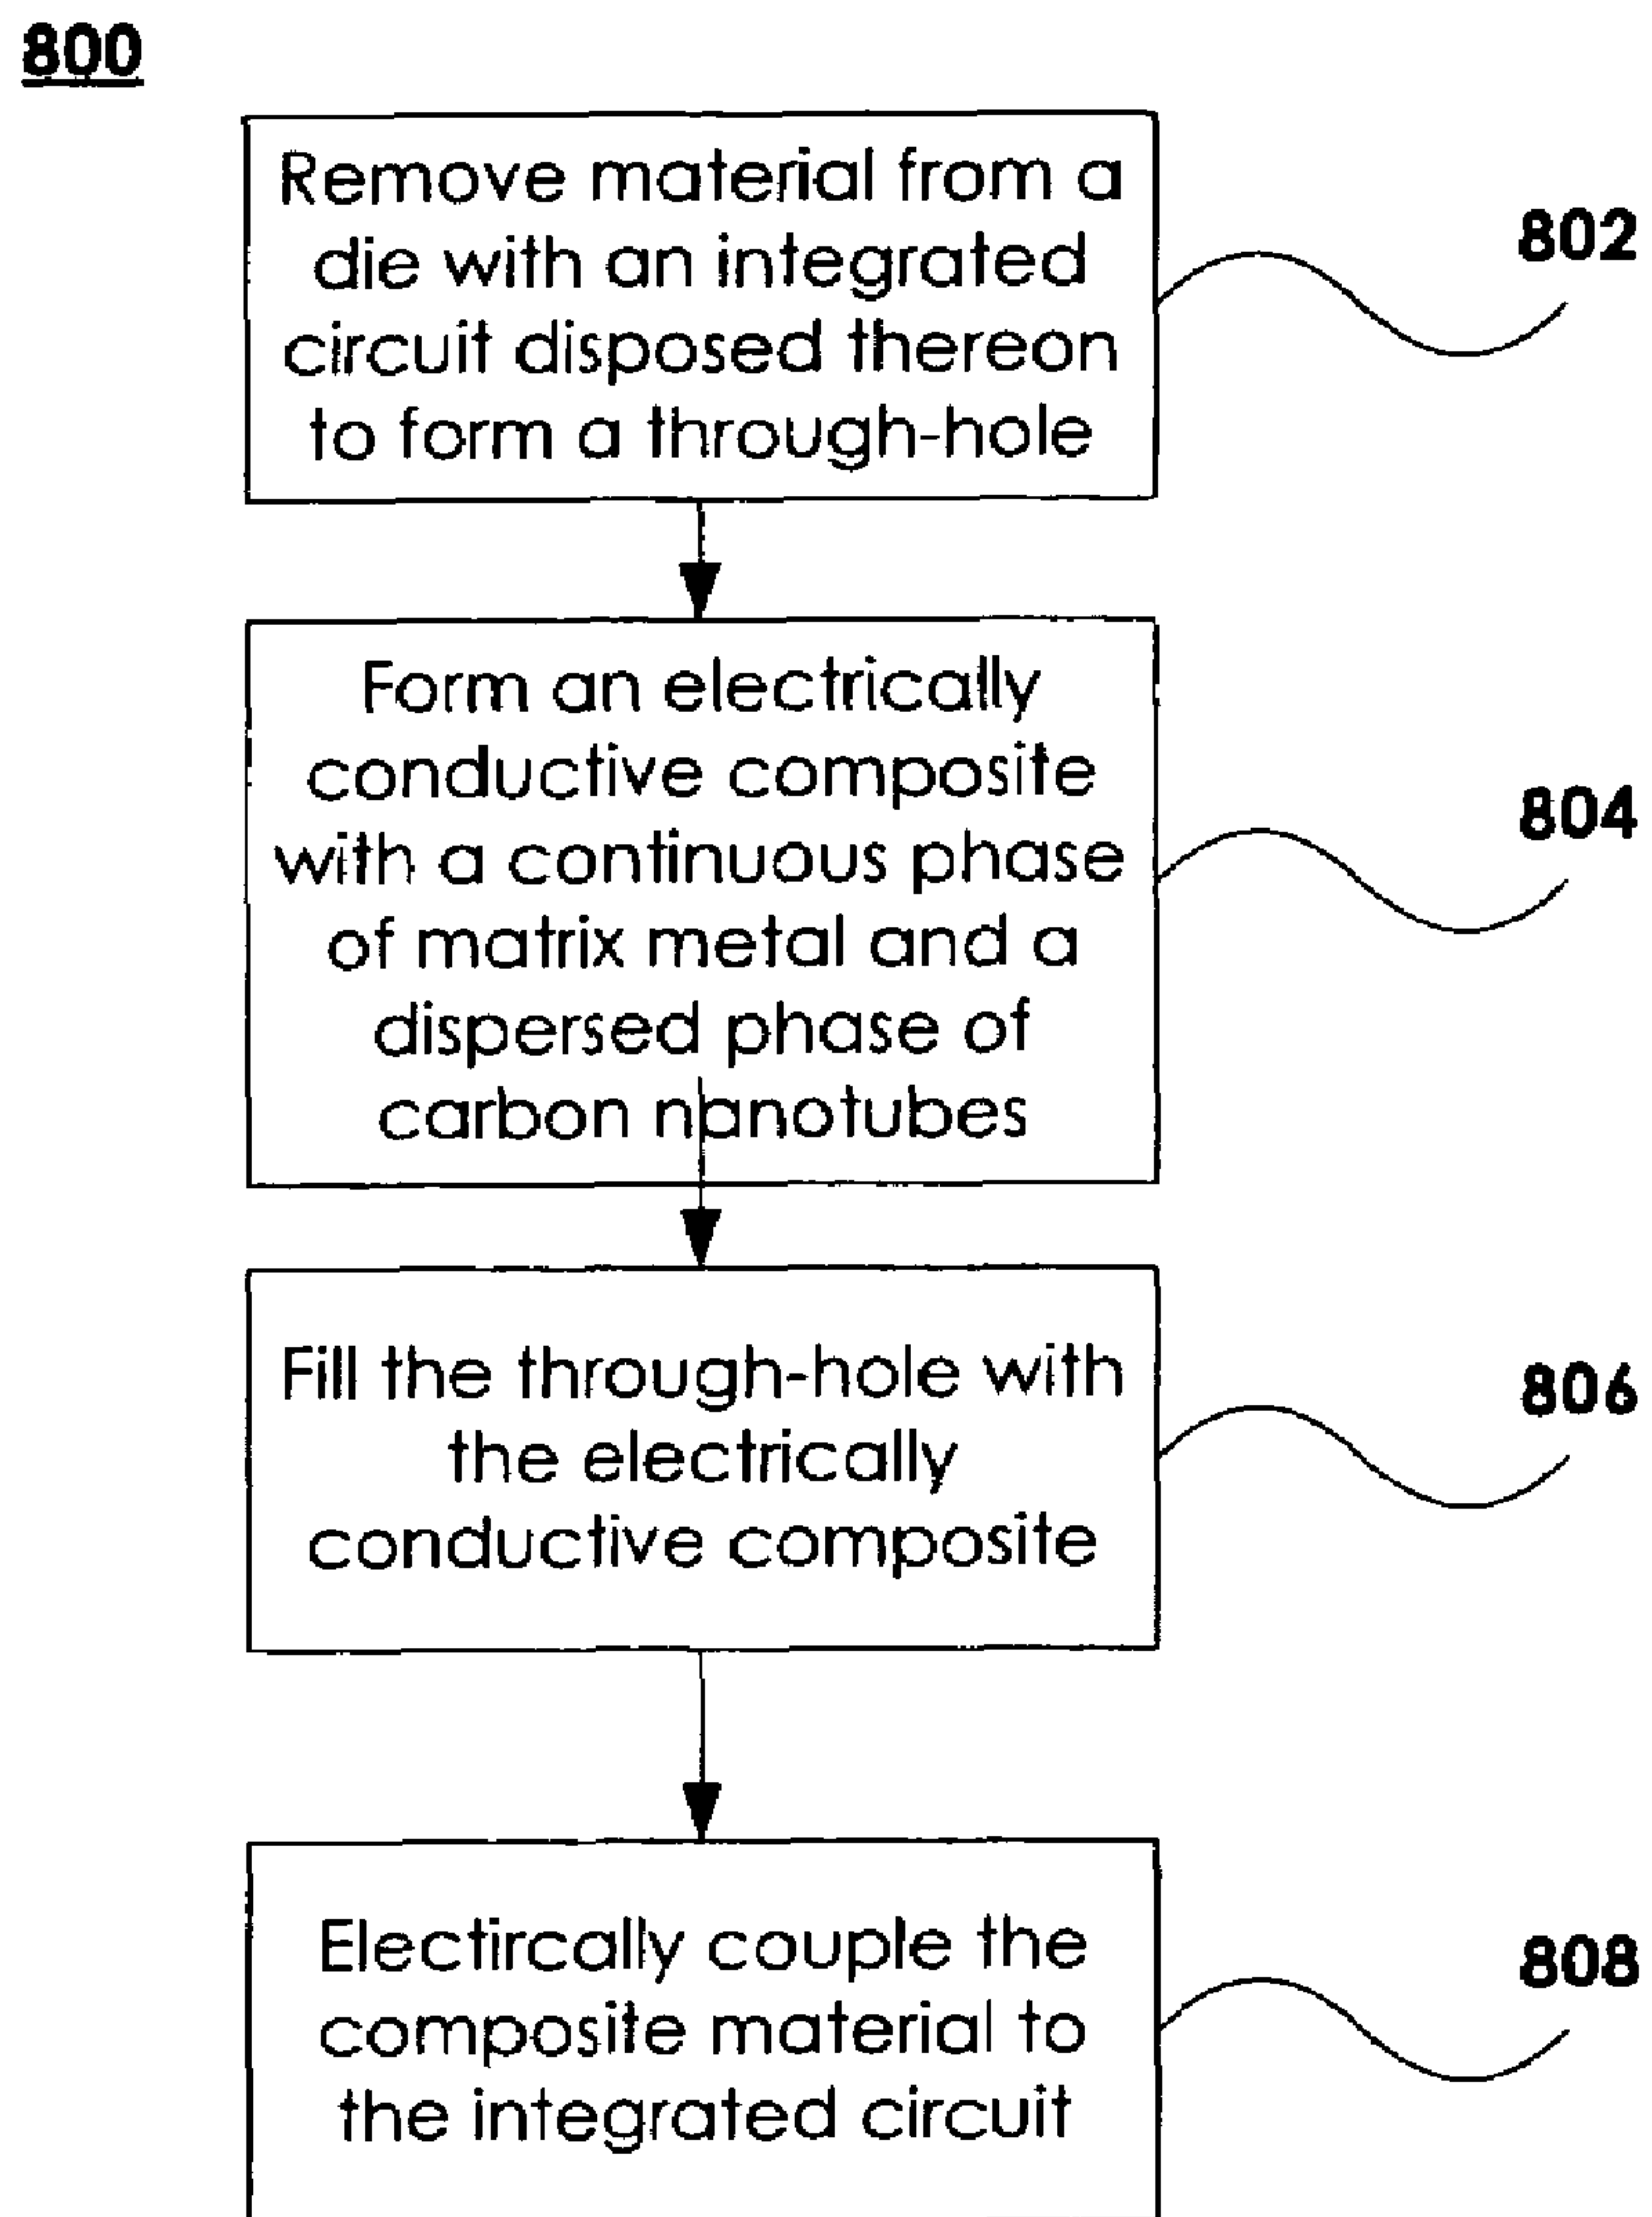 800
Remove material from a
die with an integrated
circuit disposed thereon
to form a through-hole
802
Form an electrically
conductive composite
with a continuous phase
of matrix metal and a
dispersed phase of
carbon nanotubes
804
Fill the through-hole with
the electrically
conductive composite
806
Electircally couple the
composite material to
the integrated circuit
808